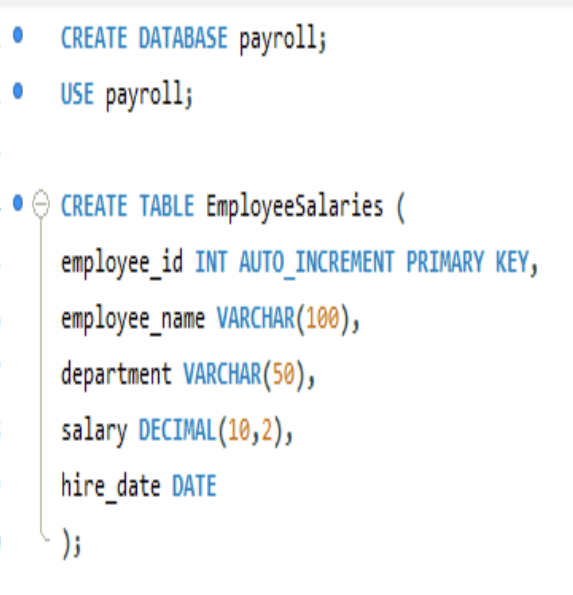 CREATE DATABASE payroll;
USE payroll;
CREATE TABLE EmployeeSalaries (
employee_id INT AUTO_INCREMENT PRIMARY KEY,
employee_name VARCHAR(100),
department VARCHAR(50),
salary DECIMAL(10,2),
hire_date DATE
);